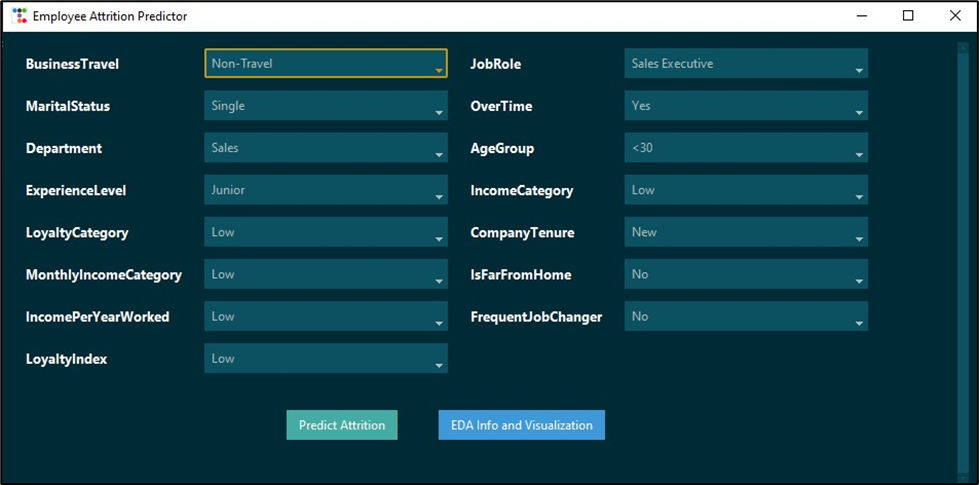 Employee Attrition Predictor
BusinessTravel Non-Travel JobRole Sales Executive
MaritalStatus Single OverTime Yes
Department Sales AgeGroup <30
ExperienceLevel Junior IncomeCategory Low
LoyaltyCategory Low CompanyTenure New
MonthlyIncomeCategory Low IsFarFromHome No
IncomePerYearWorked Low FrequentJobChanger No
LoyaltyIndex Low
Predict Attrition EDA Info and Visualization